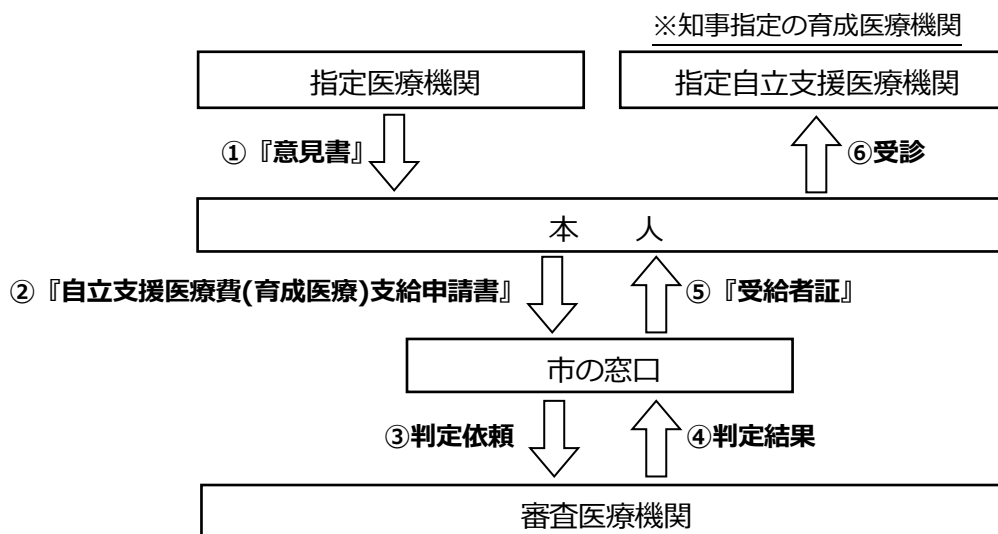 ※知事指定の育成医療機関
指定医療機関
指定自立支援医療機関
①『意見書』
⑥受診
本　　人
②『自立支援医療費(育成医療)支給申請書』
⑤『受給者証』
市の窓口
③判定依頼
④判定結果
審査医療機関